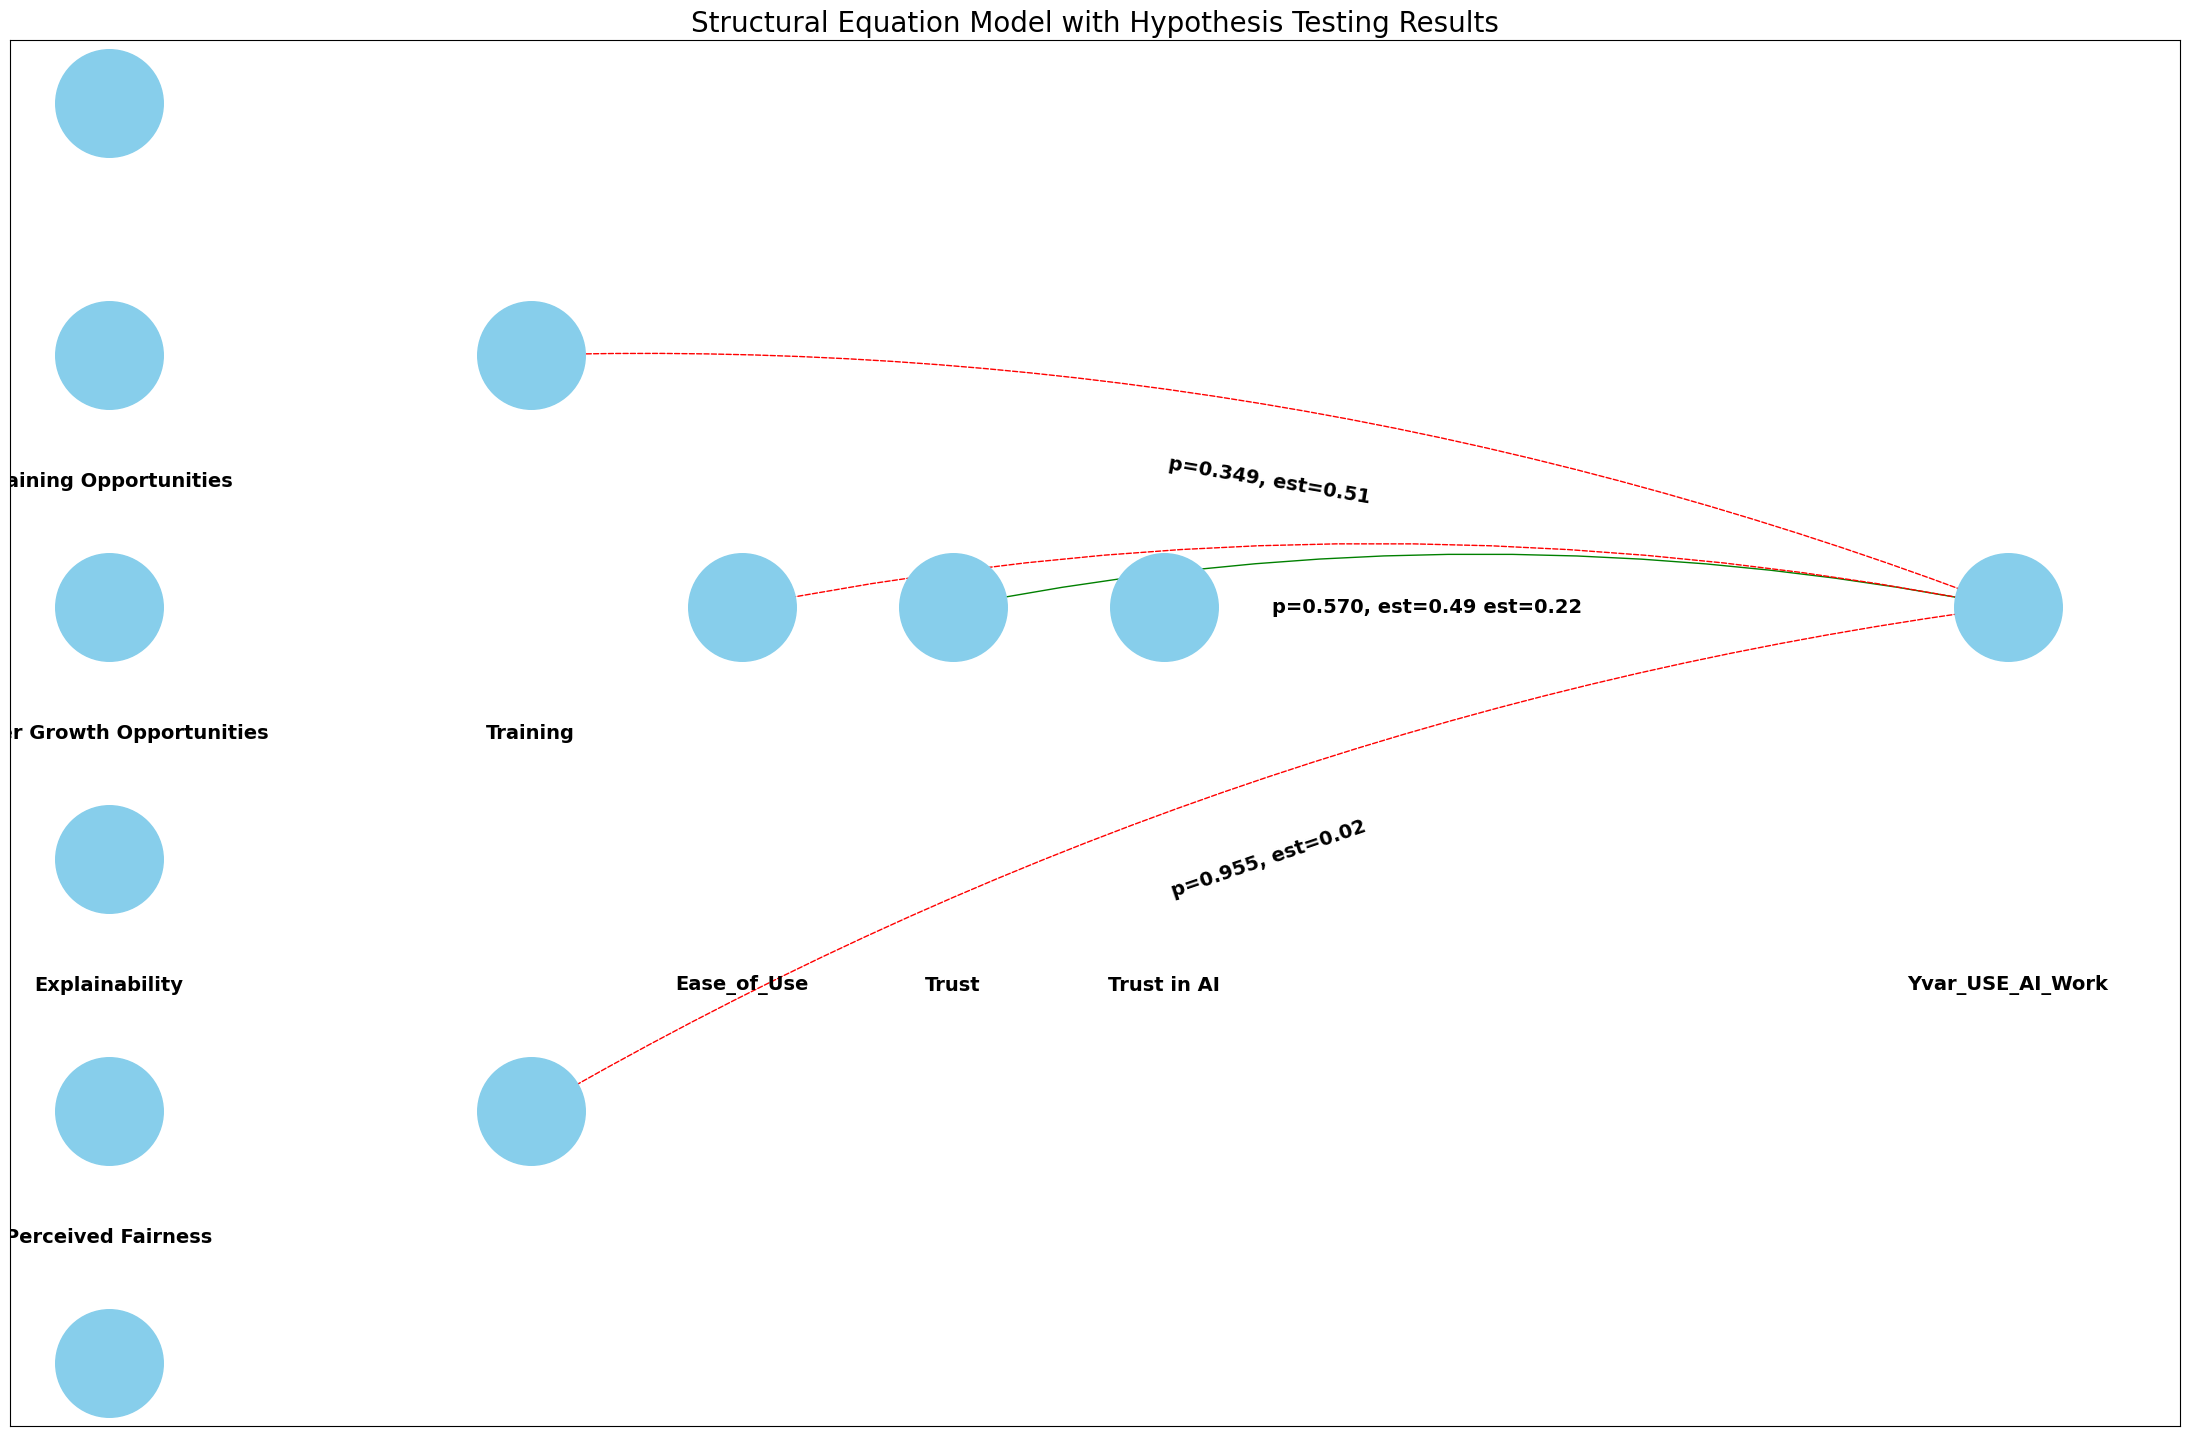 Structural Equation Model with Hypothesis Testing Results
p=0.349, est=0.51
aining Opportunities
p=0.570, est=0.49 est=0.22
er Growth Opportunities
Training
p=0.955, est=0.02
Explainability
Ease_of_Use
Trust
Trust in AI
Yvar_USE_AI_Work
Perceived Fairness